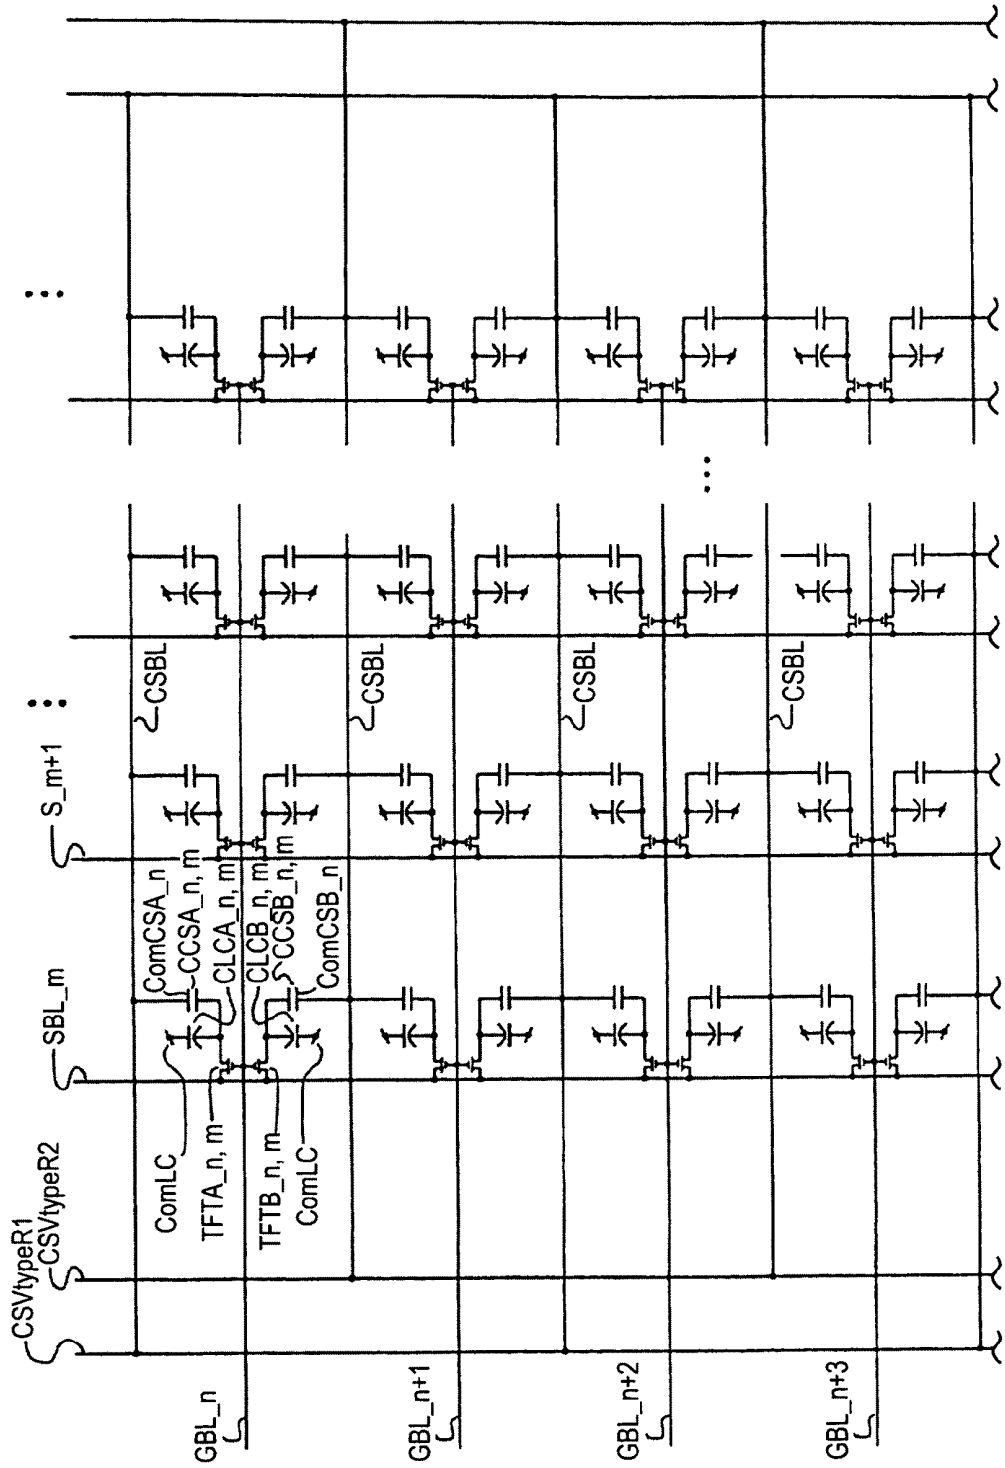 CSVtypeR1
CSVtypeR2
SBL_m
S_m+1
⋮
⋮
ComLC
TFTA_n, m
TFTB_n, m
ComLC
ComCSA_n
CCSA_n, m
CLCA_n, m
CLCB_n, m
CCSB_n, m
ComCSB_n
CSBL
CSBL
CSBL
CSBL
...
GBL_n
GBL_n+1
GBL_n+2
GBL_n+3